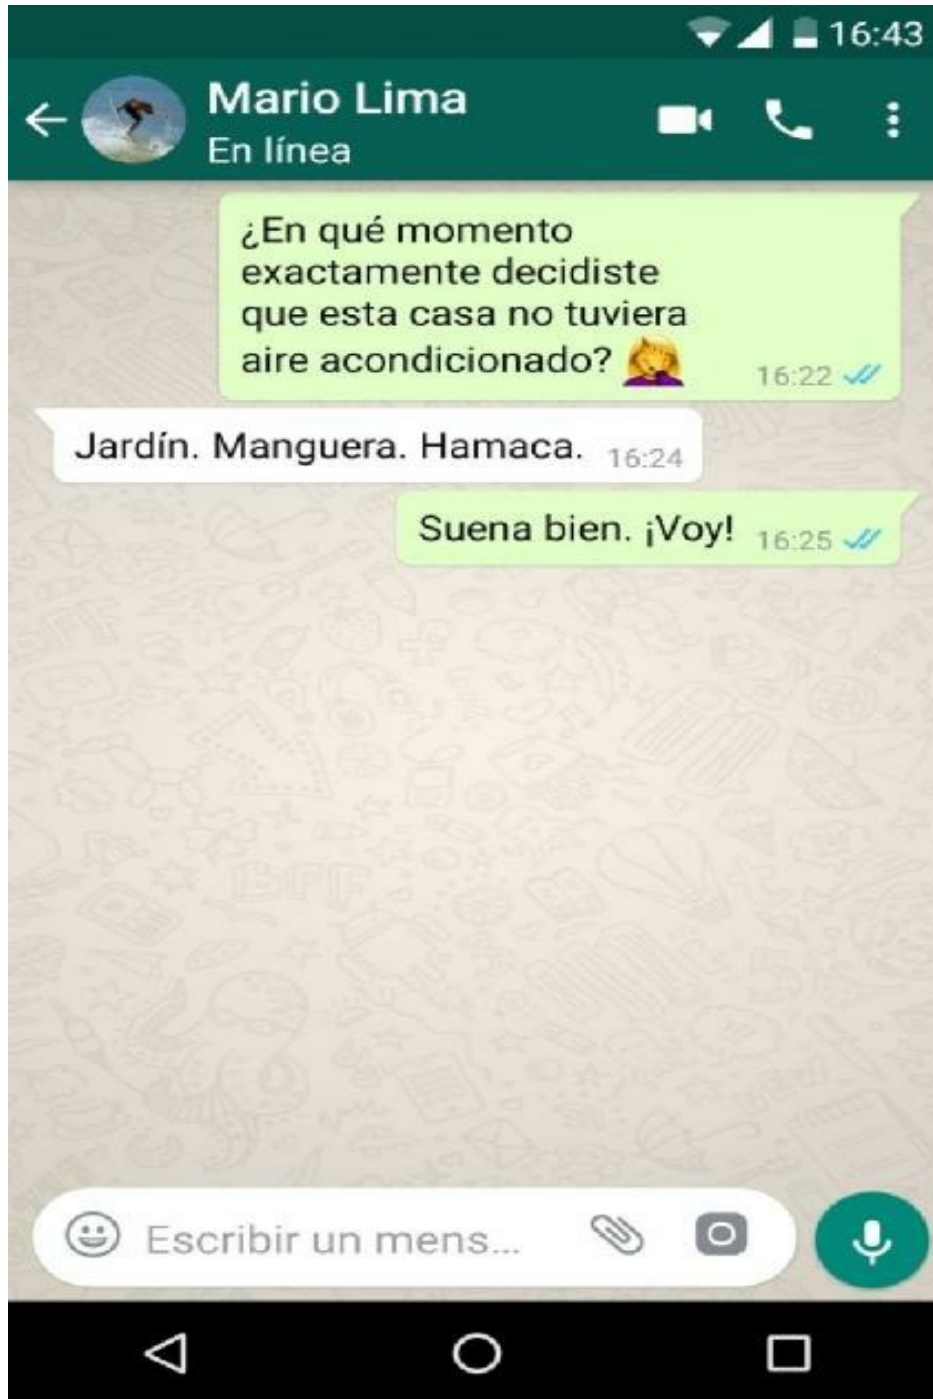 16:43
Mario Lima
En línea
¿En qué momento
exactamente decidiste
que esta casa no tuviera
aire acondicionado? 🤦‍♀️ 16:22
Jardín. Manguera. Hamaca. 16:24
Suena bien. ¡Voy! 16:25
Escribir un mens...